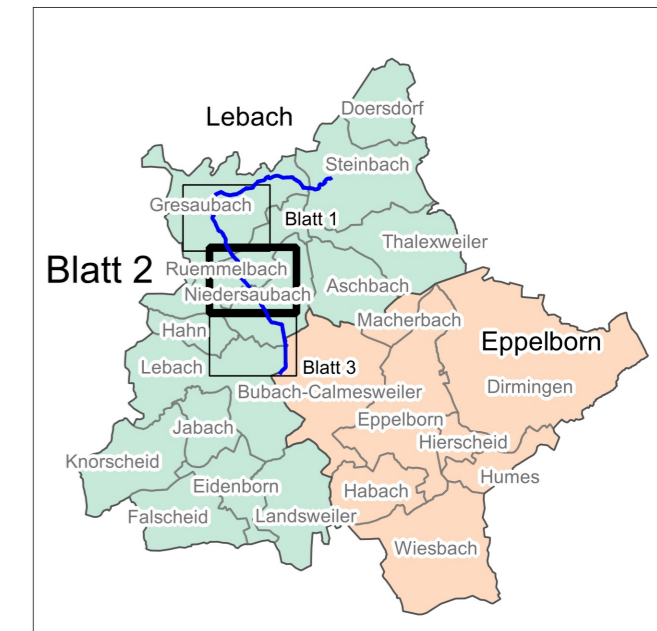 Doersdorf
Lebach
Steinbach
Gresaubach
Blatt 1
Thalexweiler
Blatt 2
Ruemmelbach
Aschbach
Niedersaubach
Macherbach
Hahn
Eppelborn
Lebach
Blatt 3
Dirmingen
Bubach-Calmesweiler
Eppelborn
Jabach
Hierscheid
Knorscheid
Humes
Eidenborn
Habach
Falscheid
Landsweiler
Wiesbach